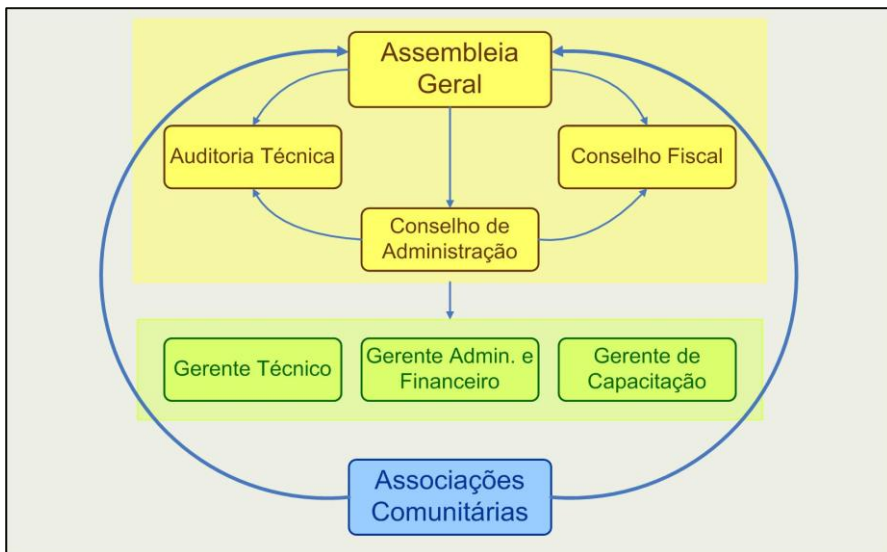 Assembleia
Geral
Auditoria Técnica
Conselho Fiscal
Conselho de
Administração
Gerente Técnico
Gerente Admin. e
Financeiro
Gerente de
Capacitação
Associações
Comunitárias